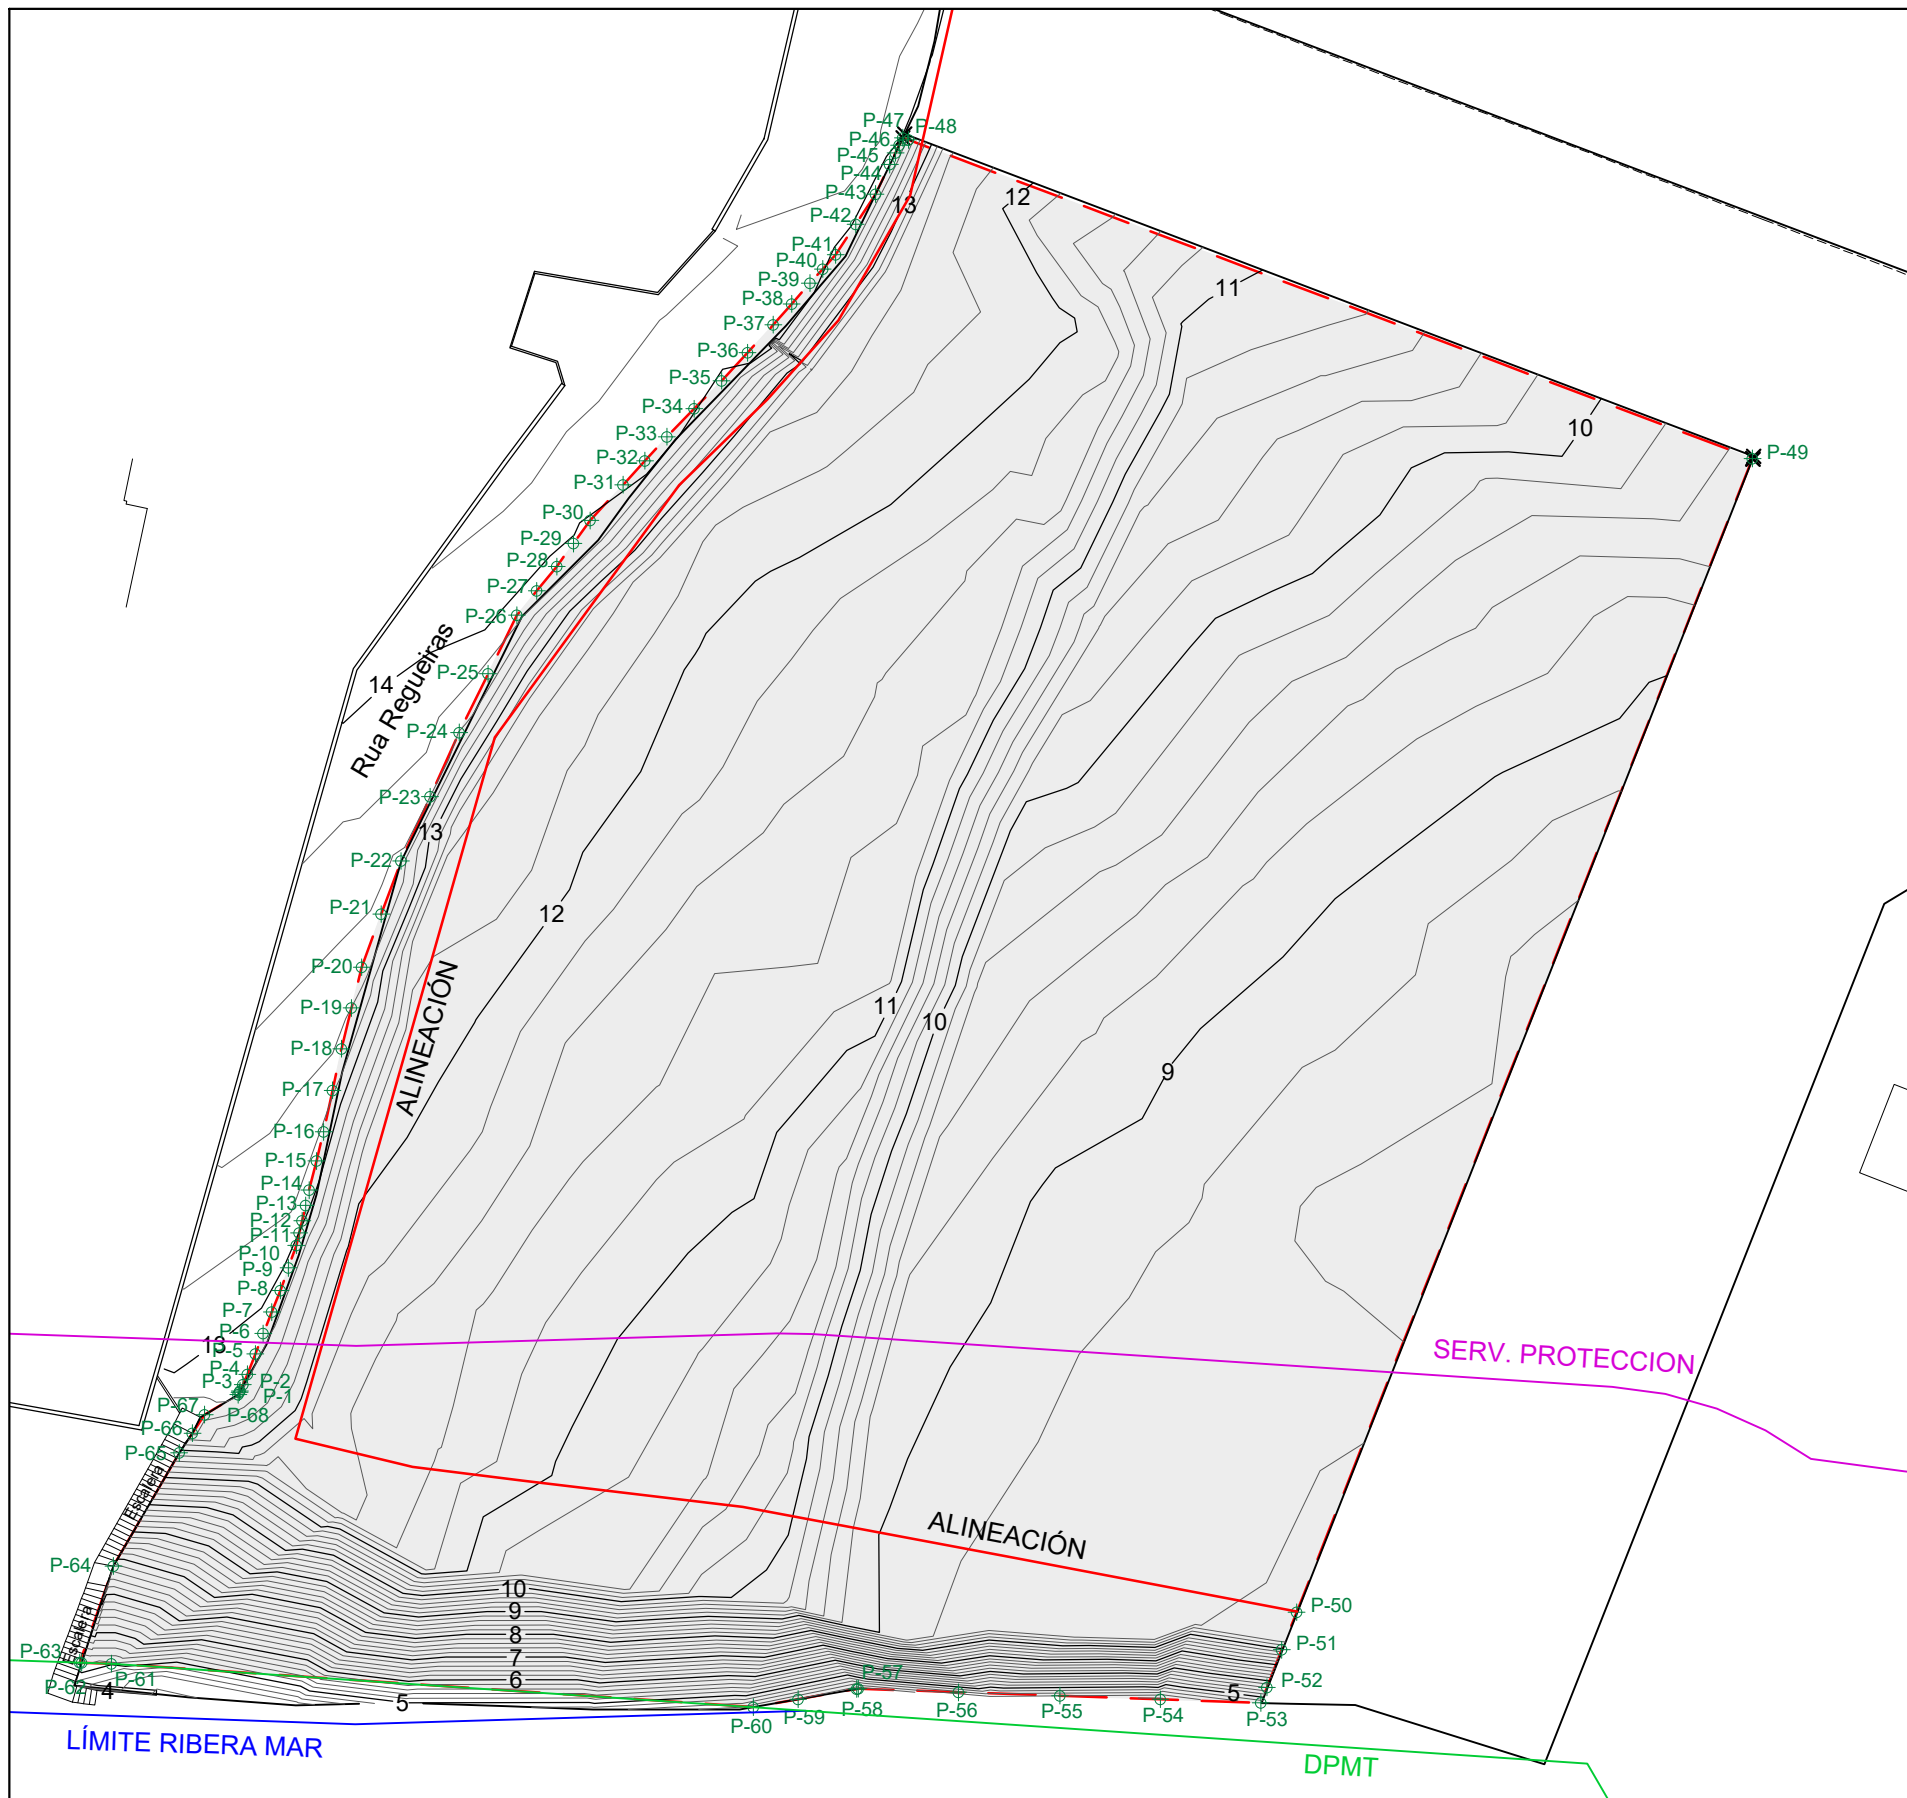 P-47
P-48
P-46
P-45
P-44
P-43
13
12
P-42
P-41
P-40
P-39
11
P-38
P-37
P-36
P-35
P-34
10
P-33
P-49
P-32
P-31
P-30
P-29
P-28
P-27
P-26
Rua Regueiras
P-25
14
P-24
P-23
13
P-22
P-21
12
P-20
ALINEACIÓN
P-19
11
10
P-18
9
P-17
P-16
P-15
P-14
P-13
P-12
P-11
P-10
P-9
P-8
P-7
P-6
13
P-5
SERV. PROTECCION
P-4
P-3
P-2
P-1
P-67
P-68
P-66
P-65
Escalera
ALINEACIÓN
P-64
10
9
P-50
Escalera
8
P-51
P-63
7
P-61
6
P-57
P-52
P-62
4
5
5
P-60
P-59
P-58
P-56
P-55
P-54
P-53
LÍMITE RIBERA MAR
DPMT